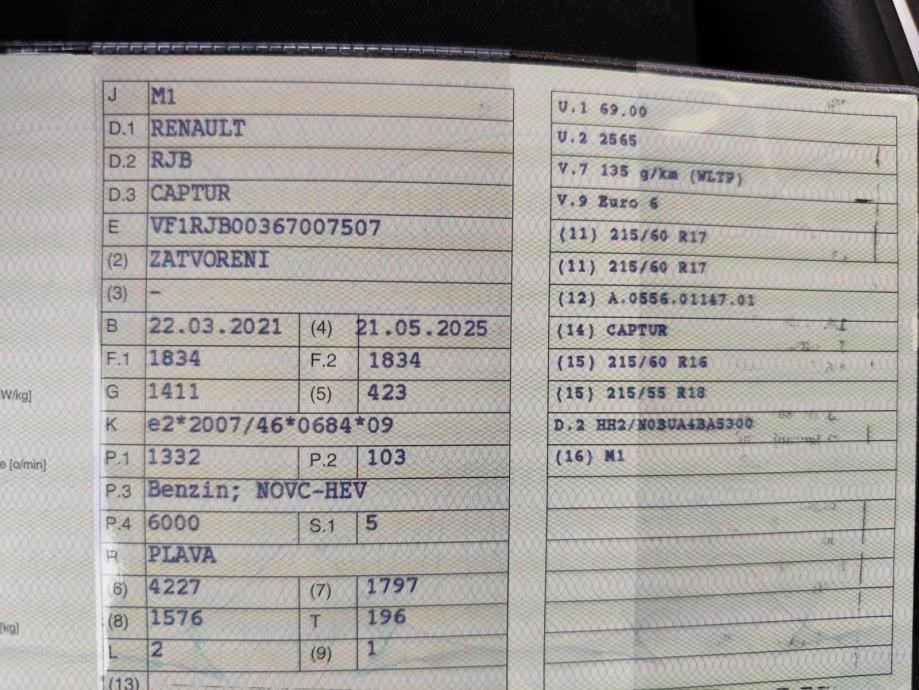 J M1
D.1 RENAULT
D.2 RJB
D.3 CAPTUR
E VF1RJB00367007507
(2) ZATVORENI
(3) –
B 22.03.2021 (4) 21.05.2025
F.1 1834 F.2 1834
W/kg] G 1411 (5) 423
K e2*2007/46*0684*09
e [o/min] P.1 1332 P.2 103
P.3 Benzin; NOVC-HEV
P.4 6000 S.1 5
R PLAVA
(6) 4227 (7) 1797
[kg] (8) 1576 T 196
L 2 (9) 1
(13)
U.1 69.00
U.2 2565
V.7 135 g/km (WLTP)
V.9 Euro 6
(11) 215/60 R17
(11) 215/60 R17
(12) A.0556.01147.01
(14) CAPTUR
(15) 215/60 R16
(15) 215/55 R18
D.2 HH2/N0BUA4BA5300
(16) M1